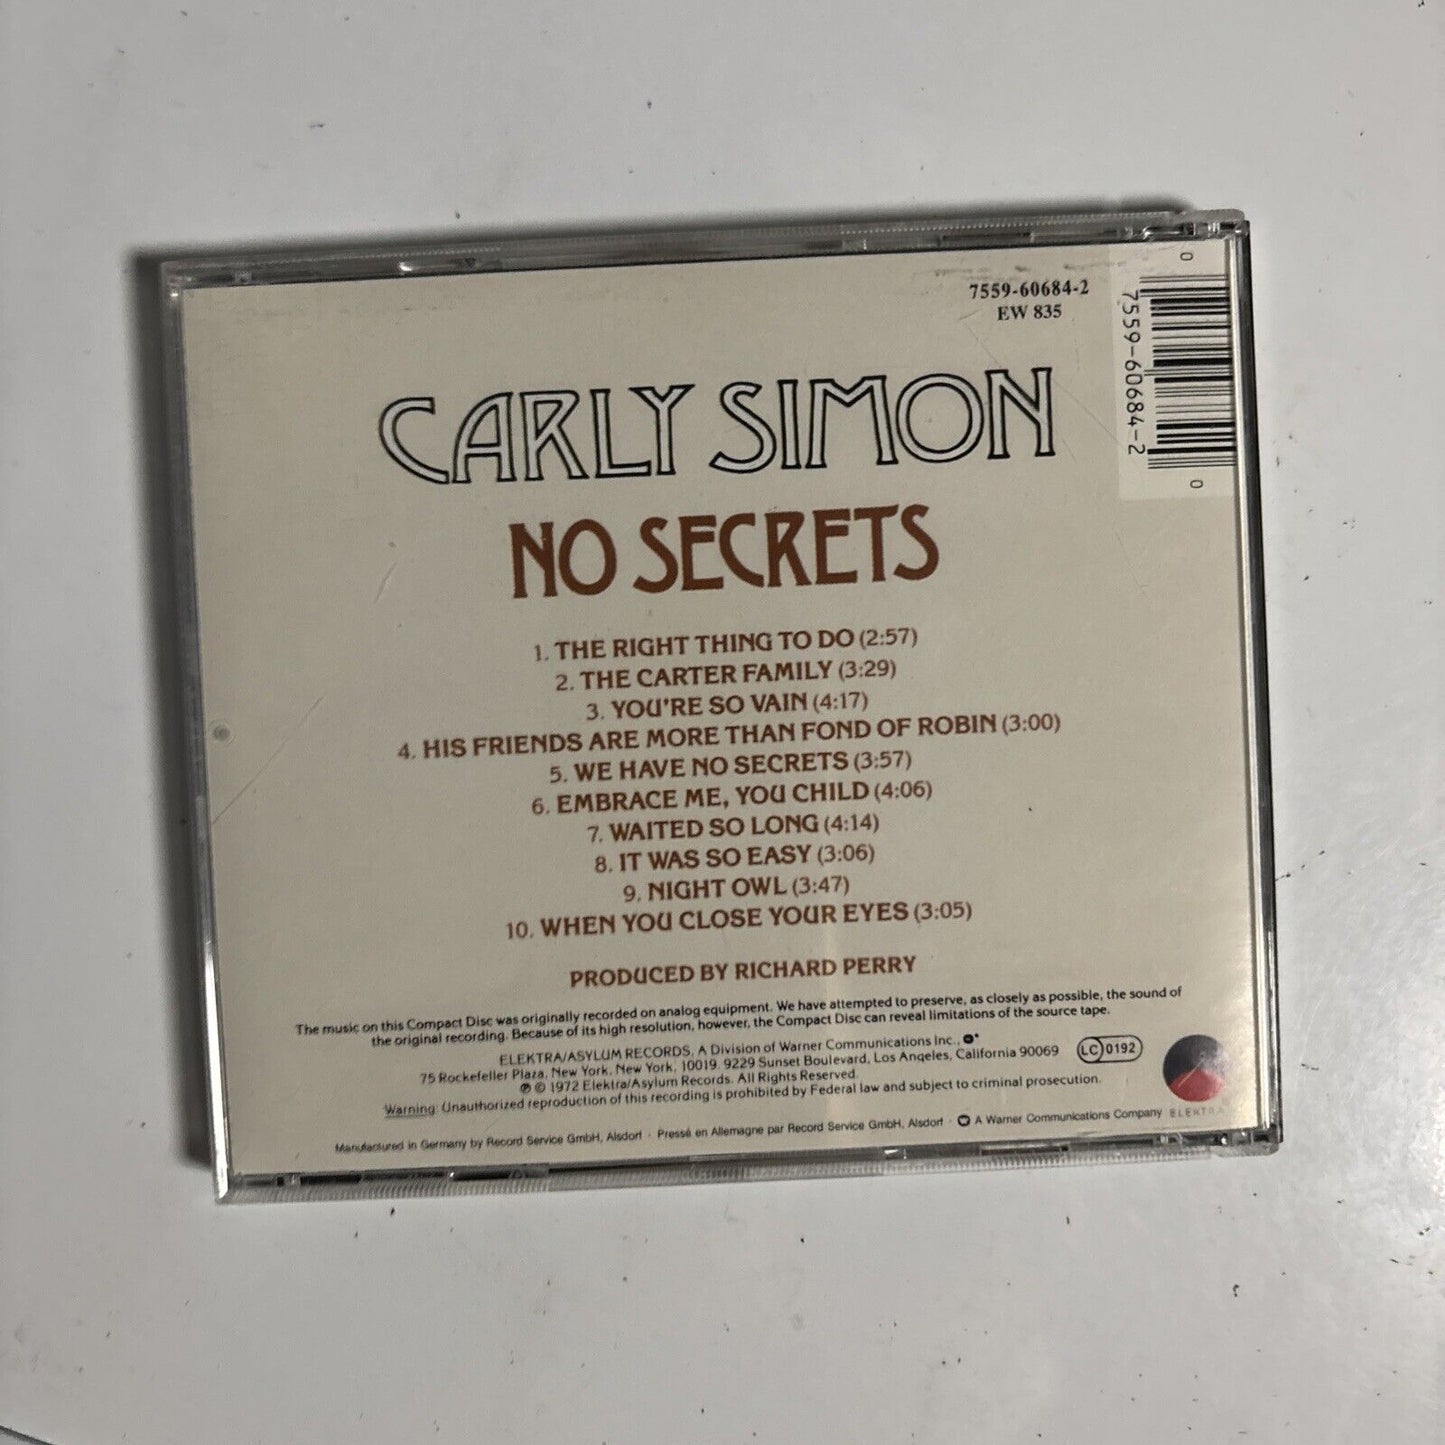 7559-60684-2
EW 835
0
7559-60684-2
0
CARLY SIMON
NO SECRETS
1. THE RIGHT THING TO DO (2:57)
2. THE CARTER FAMILY (3:29)
3. YOU'RE SO VAIN (4:17)
4. HIS FRIENDS ARE MORE THAN FOND OF ROBIN (3:00)
5. WE HAVE NO SECRETS (3:57)
6. EMBRACE ME, YOU CHILD (4:06)
7. WAITED SO LONG (4:14)
8. IT WAS SO EASY (3:06)
9. NIGHT OWL (3:47)
10. WHEN YOU CLOSE YOUR EYES (3:05)
PRODUCED BY RICHARD PERRY
The music on this Compact Disc was originally recorded on analog equipment. We have attempted to preserve, as closely as possible, the sound of
the original recording. Because of its high resolution, however, the Compact Disc can reveal limitations of the source tape.
ELEKTRA/ASYLUM RECORDS, A Division of Warner Communications Inc.,
75 Rockefeller Plaza, New York, New York, 10019. 9229 Sunset Boulevard, Los Angeles, California 90069
℗ © 1972 Elektra/Asylum Records. All Rights Reserved.
Warning: Unauthorized reproduction of this recording is prohibited by Federal law and subject to criminal prosecution.
LC 0192
ELEKTRA
Manufactured in Germany by Record Service GmbH, Alsdorf · Pressé en Allemagne par Record Service GmbH, Alsdorf · A Warner Communications Company